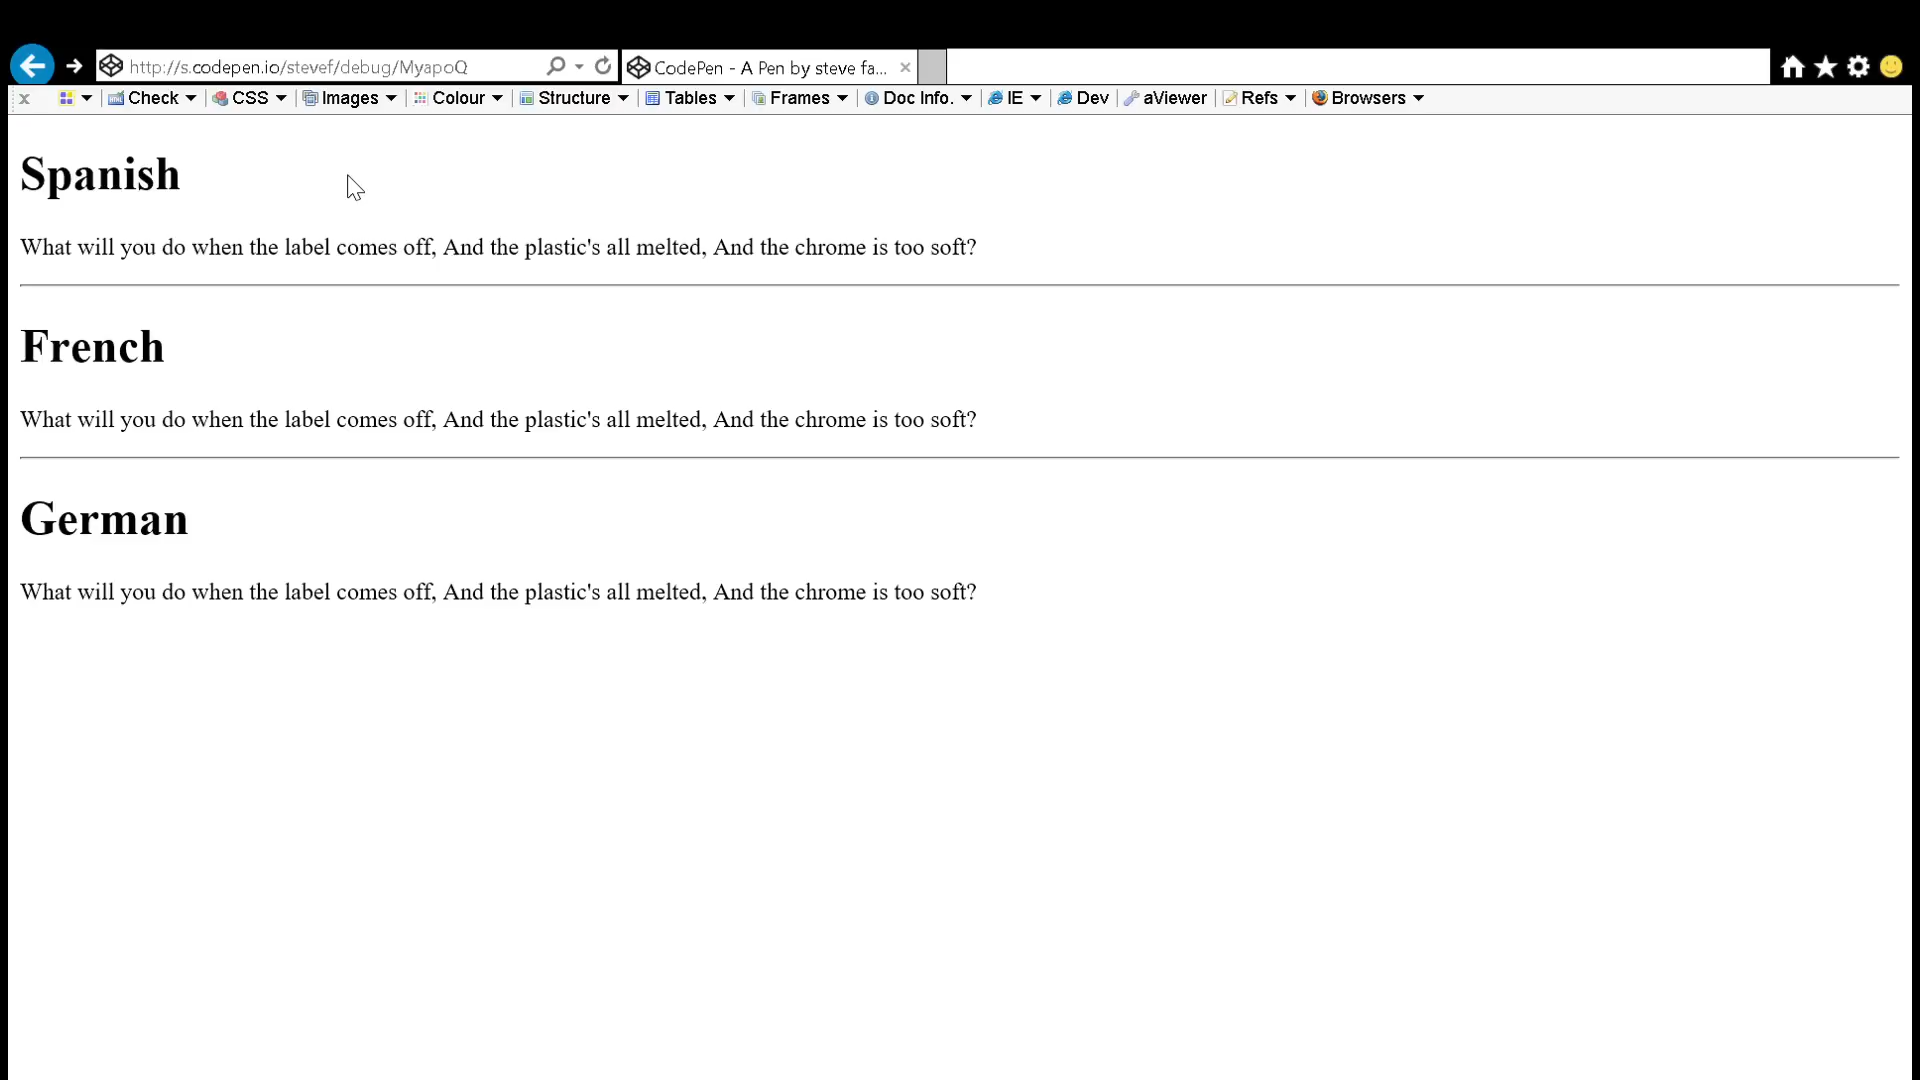 http://s.codepen.io/stevef/debug/MyapoQ
CodePen - A Pen by steve fa...
Check CSS Images Colour Structure Tables Frames Doc Info. IE Dev aViewer Refs Browsers
Spanish
What will you do when the label comes off, And the plastic's all melted, And the chrome is too soft?
French
What will you do when the label comes off, And the plastic's all melted, And the chrome is too soft?
German
What will you do when the label comes off, And the plastic's all melted, And the chrome is too soft?